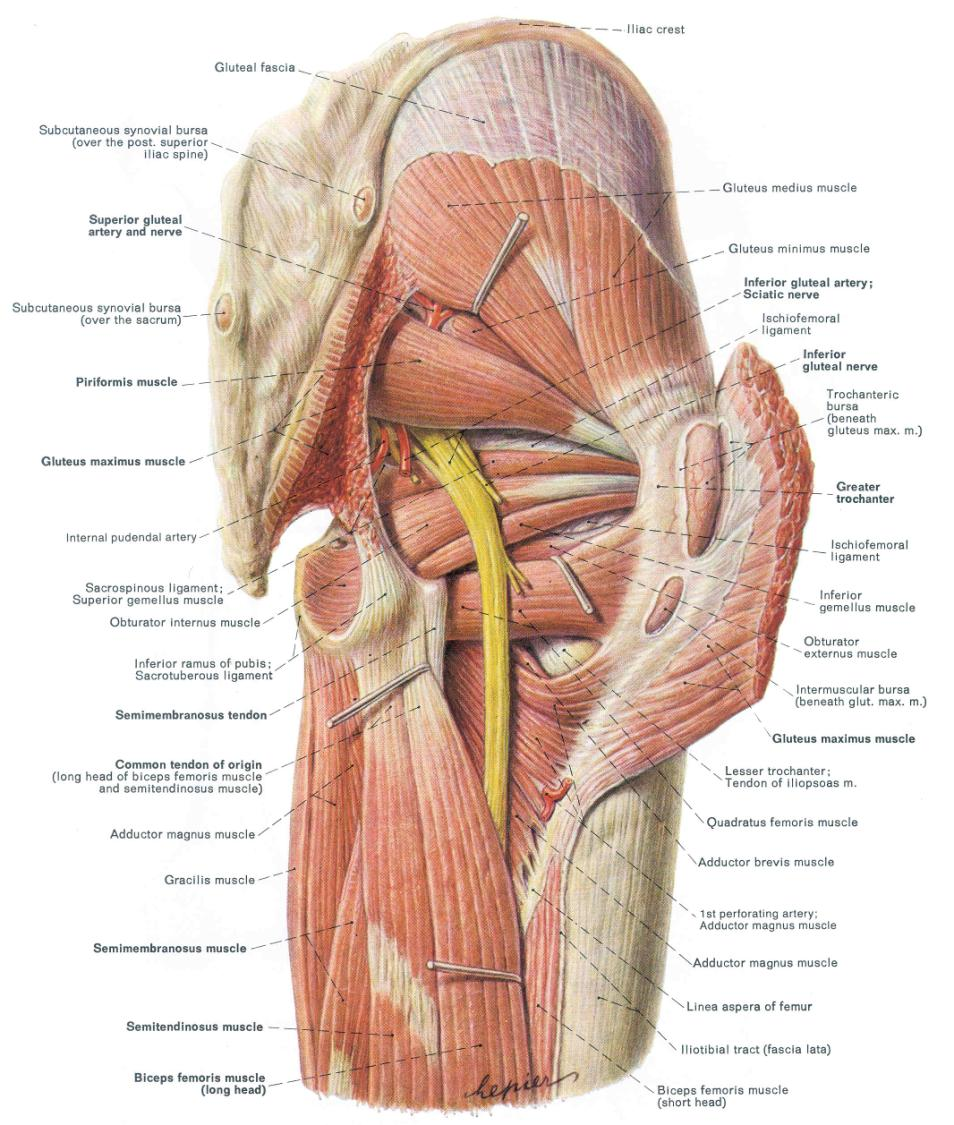 Iliac crest
Gluteal fascia
Subcutaneous synovial bursa
(over the post. superior
iliac spine)
Superior gluteal
artery and nerve
Subcutaneous synovial bursa
(over the sacrum)
Piriformis muscle
Gluteus maximus muscle
Internal pudendal artery
Sacrospinous ligament;
Superior gemellus muscle
Obturator internus muscle
Inferior ramus of pubis;
Sacrotuberous ligament
Semimembranosus tendon
Common tendon of origin
(long head of biceps femoris muscle
and semitendinosus muscle)
Adductor magnus muscle
Gracilis muscle
Semimembranosus muscle
Semitendinosus muscle
Biceps femoris muscle
(long head)
Gluteus medius muscle
Gluteus minimus muscle
Inferior gluteal artery;
Sciatic nerve
Ischiofemoral
ligament
Inferior
gluteal nerve
Trochanteric
bursa
(beneath
gluteus max. m.)
Greater
trochanter
Ischiofemoral
ligament
Inferior
gemellus muscle
Obturator
externus muscle
Intermuscular bursa
(beneath glut. max. m.)
Gluteus maximus muscle
Lesser trochanter;
Tendon of iliopsoas m.
Quadratus femoris muscle
Adductor brevis muscle
1st perforating artery;
Adductor magnus muscle
Adductor magnus muscle
Linea aspera of femur
Iliotibial tract (fascia lata)
Biceps femoris muscle
(short head)